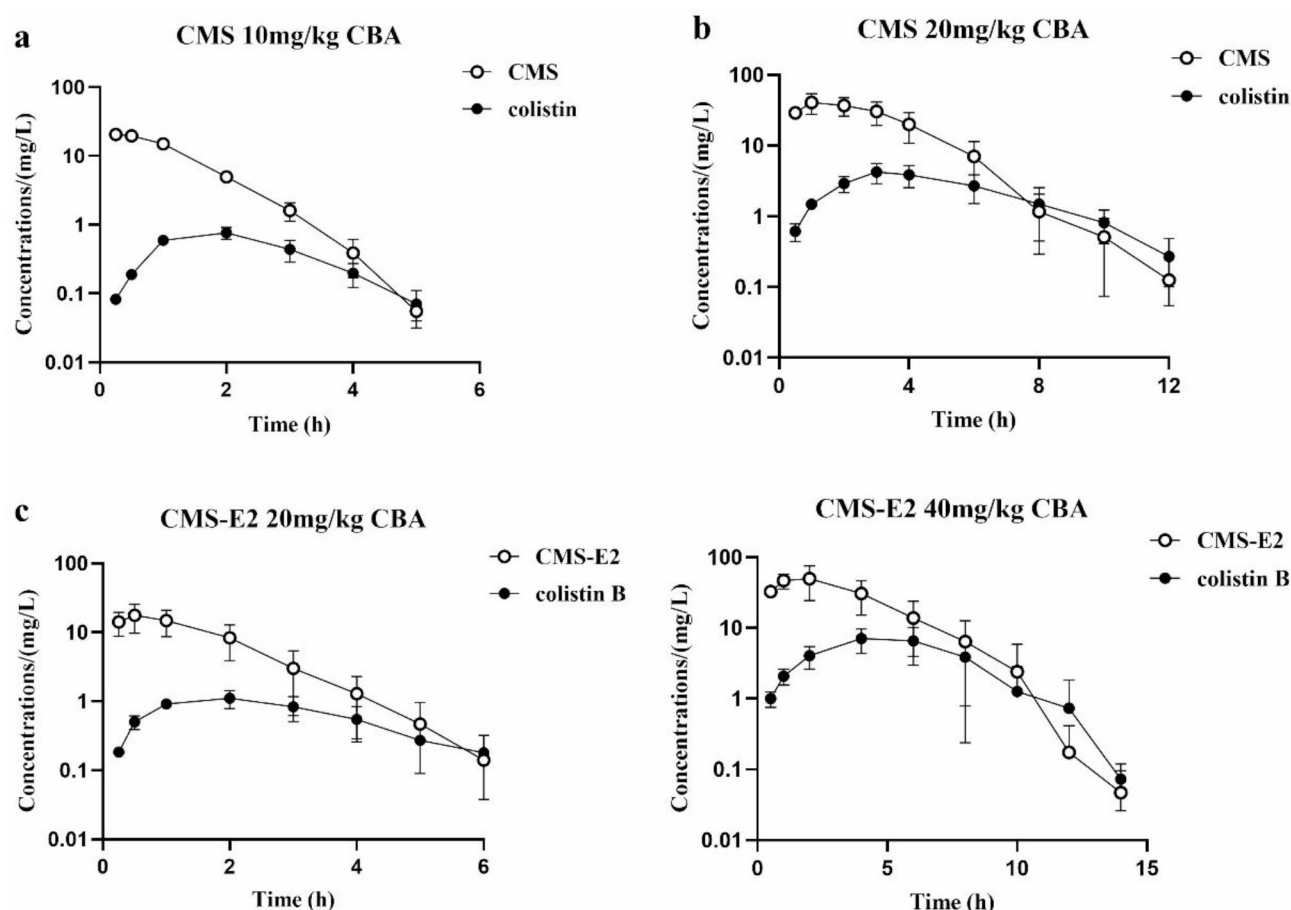 a
CMS 10mg/kg CBA
CMS
colistin
Concentrations/(mg/L)
100
10
1
0.1
0.01
0
2
4
6
Time (h)
b
CMS 20mg/kg CBA
CMS
colistin
Concentrations/(mg/L)
100
10
1
0.1
0.01
0
4
8
12
Time (h)
c
CMS-E2 20mg/kg CBA
CMS-E2
colistin B
Concentrations/(mg/L)
100
10
1
0.1
0.01
0
2
4
6
Time (h)
CMS-E2 40mg/kg CBA
CMS-E2
colistin B
Concentrations/(mg/L)
100
10
1
0.1
0.01
0
5
10
15
Time (h)